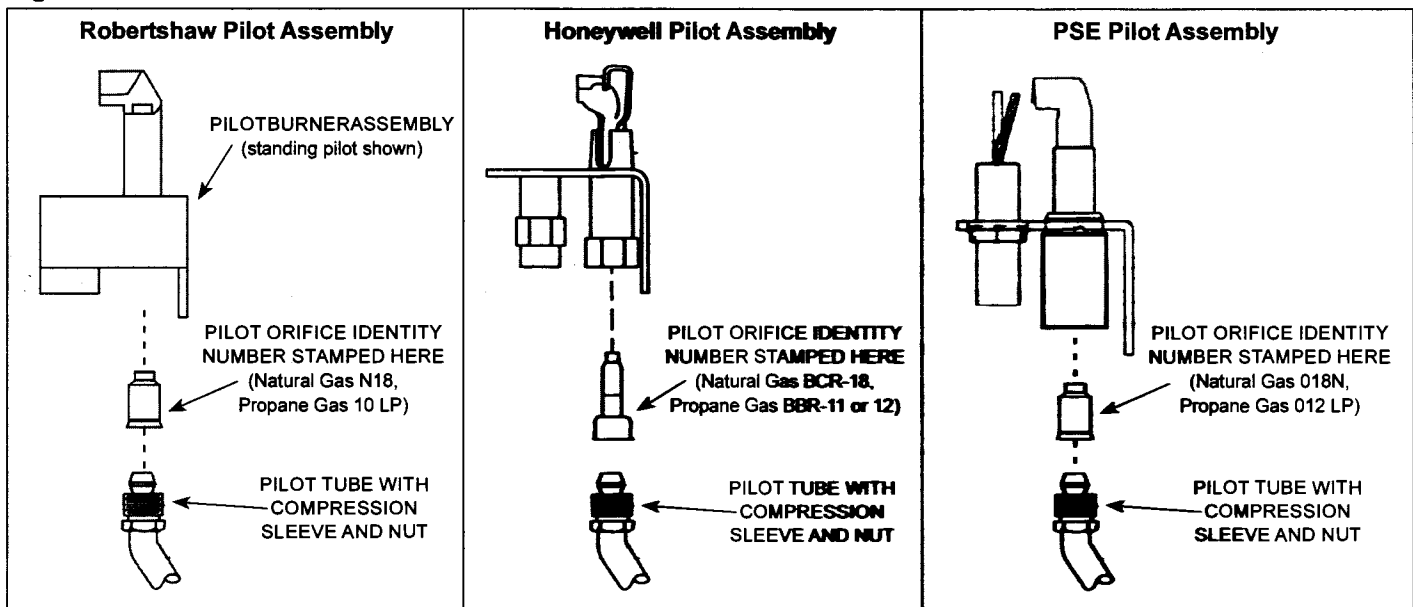 Robertshaw Pilot Assembly
PILOTBURNERASSEMBLY
(standing pilot shown)
PILOT ORIFICE IDENTITY
NUMBER STAMPED HERE
(Natural Gas N18,
Propane Gas 10 LP)
PILOT TUBE WITH
COMPRESSION
SLEEVE AND NUT
Honeywell Pilot Assembly
PILOT ORIFICE IDENTITY
NUMBER STAMPED HERE
(Natural Gas BCR-18,
Propane Gas BBR-11 or 12)
PILOT TUBE WITH
COMPRESSION
SLEEVE AND NUT
PSE Pilot Assembly
PILOT ORIFICE IDENTITY
NUMBER STAMPED HERE
(Natural Gas 018N,
Propane Gas 012 LP)
PILOT TUBE WITH
COMPRESSION
SLEEVE AND NUT